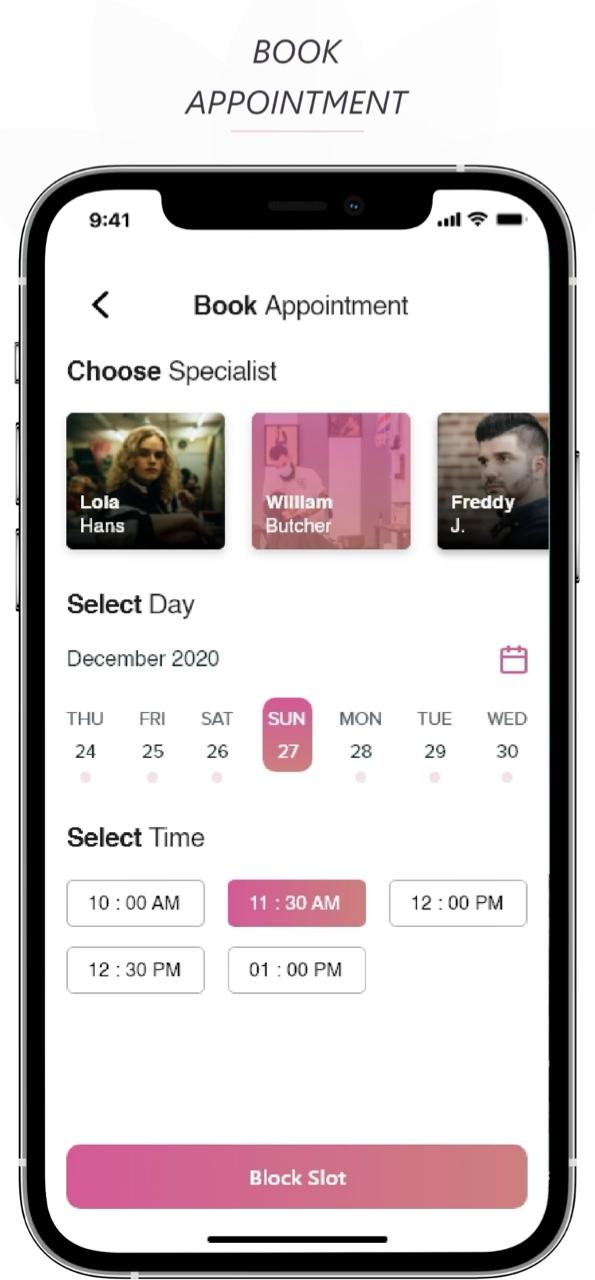 BOOK
APPOINTMENT
9:41
Book Appointment
Choose Specialist
Lola
Hans
William
Butcher
Freddy
J.
Select Day
December 2020
THU FRI SAT SUN MON TUE WED
24 25 26 27 28 29 30
Select Time
10 : 00 AM 11 : 30 AM 12 : 00 PM
12 : 30 PM 01 : 00 PM
Block Slot